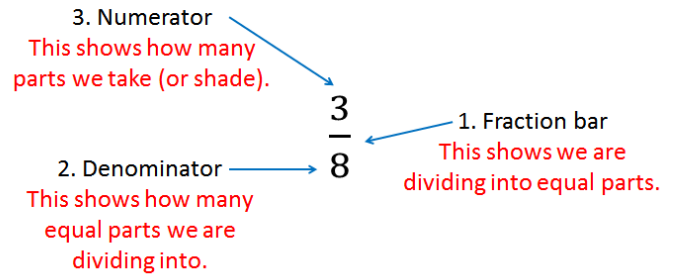 3. Numerator
This shows how many
parts we take (or shade).
3
8
1. Fraction bar
This shows we are
dividing into equal parts.
2. Denominator
This shows how many
equal parts we are
dividing into.